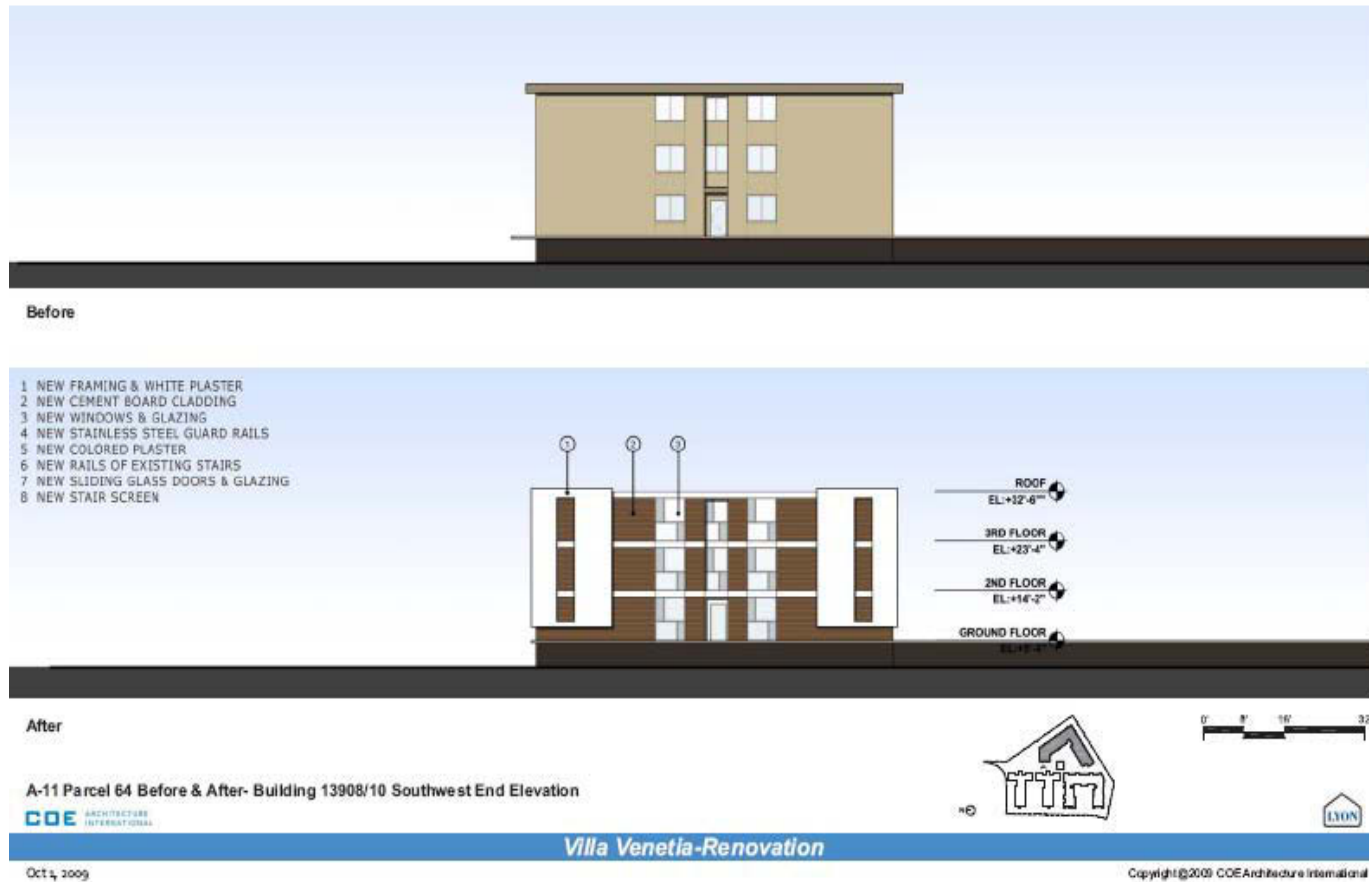 Before
1 NEW FRAMING & WHITE PLASTER
2 NEW CEMENT BOARD CLADDING
3 NEW WINDOWS & GLAZING
4 NEW STAINLESS STEEL GUARD RAILS
5 NEW COLORED PLASTER
6 NEW RAILS OF EXISTING STAIRS
7 NEW SLIDING GLASS DOORS & GLAZING
8 NEW STAIR SCREEN
1 2 3
ROOF
EL:+32'-6""
3RD FLOOR
EL:+23'-4"
2ND FLOOR
EL:+14'-2"
GROUND FLOOR
After
0' 8' 16' 32
A-11 Parcel 64 Before & After- Building 13908/10 Southwest End Elevation
COE ARCHITECTURE
INTERNATIONAL
N
LYON
Villa Venetia-Renovation
Oct 1, 2009
Copyright@2009 COE Architecture International